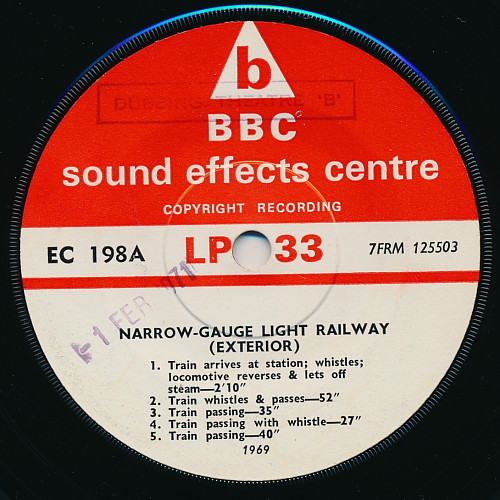 b
DUBBING THEATRE 'B'
BBC
sound effects centre
COPYRIGHT RECORDING
EC 198A LP 33 7FRM 125503
-1 FEB 1971
NARROW-GAUGE LIGHT RAILWAY
(EXTERIOR)
1. Train arrives at station; whistles;
locomotive reverses & lets off
steam—2'10"
2. Train whistles & passes—52"
3. Train passing—35"
4. Train passing with whistle—27"
5. Train passing—40"
1969